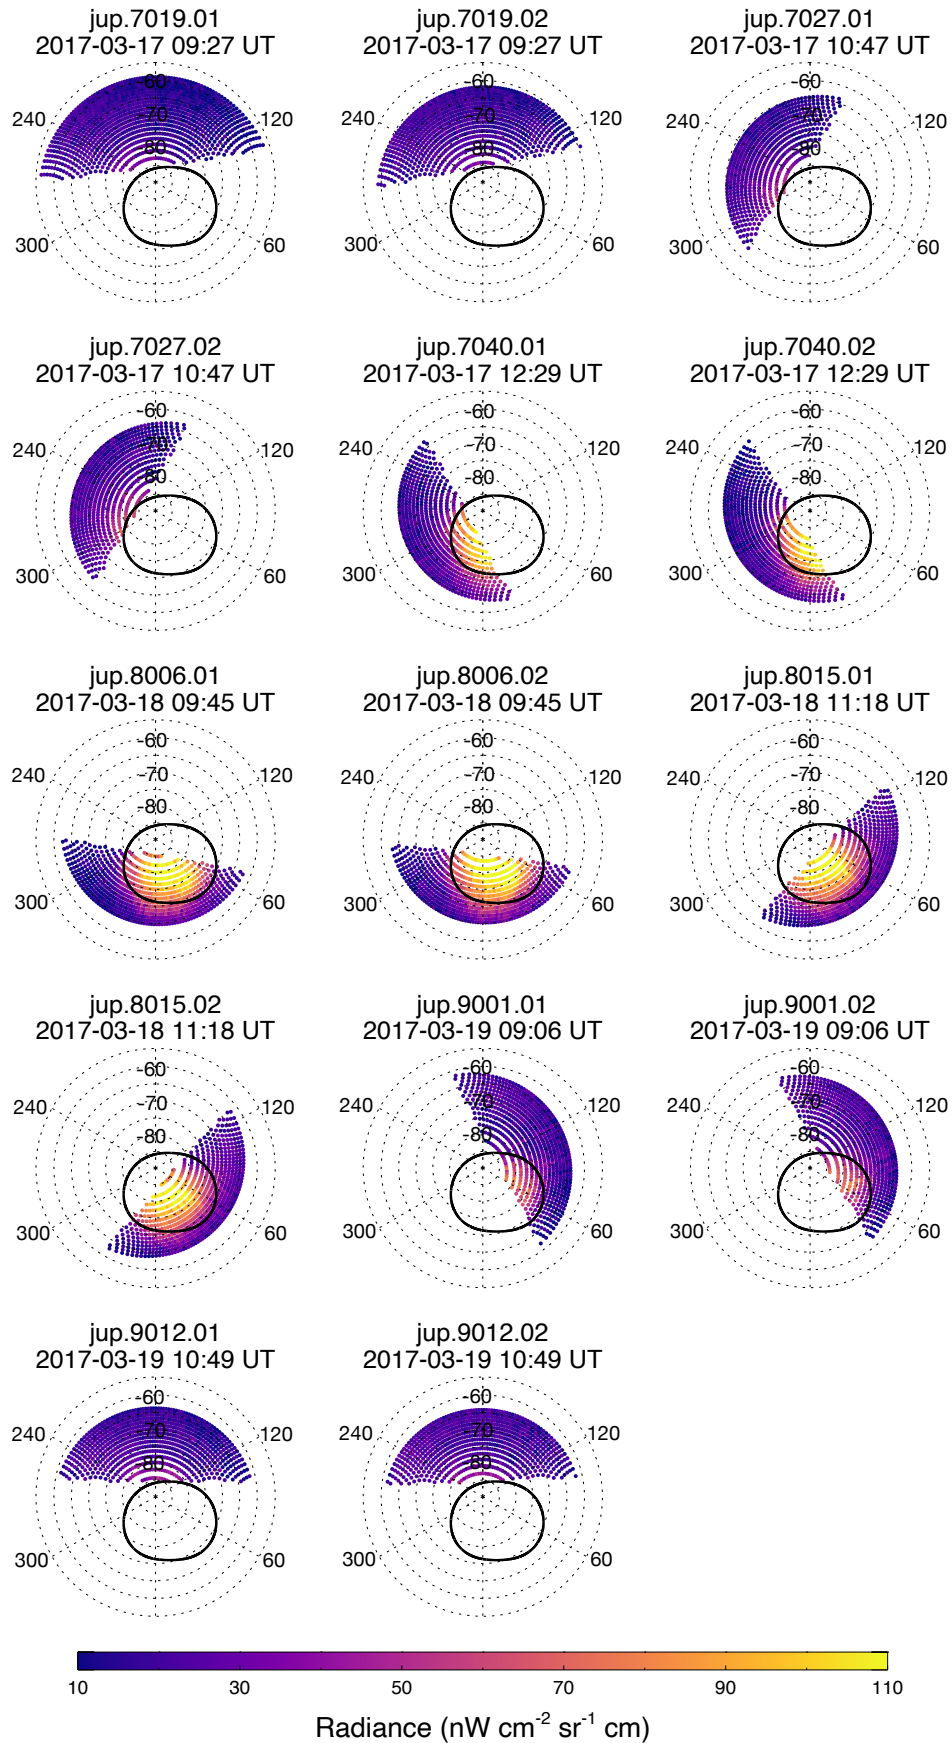 jup.7019.01 jup.7019.02 jup.7027.01
2017-03-17 09:27 UT 2017-03-17 09:27 UT 2017-03-17 10:47 UT
-60 -60 -60
240 -70 120 240 -70 120 240 -70 120
-80 -80 -80
300 60 300 60 300 60
jup.7027.02 jup.7040.01 jup.7040.02
2017-03-17 10:47 UT 2017-03-17 12:29 UT 2017-03-17 12:29 UT
-60 -60 -60
240 -70 120 240 -70 120 240 -70 120
-80 -80 -80
300 60 300 60 300 60
jup.8006.01 jup.8006.02 jup.8015.01
2017-03-18 09:45 UT 2017-03-18 09:45 UT 2017-03-18 11:18 UT
-60 -60 -60
240 -70 120 240 -70 120 240 -70 120
-80 -80 -80
300 60 300 60 300 60
jup.8015.02 jup.9001.01 jup.9001.02
2017-03-18 11:18 UT 2017-03-19 09:06 UT 2017-03-19 09:06 UT
-60 -60 -60
240 -70 120 240 -70 120 240 -70 120
-80 -80 -80
300 60 300 60 300 60
jup.9012.01 jup.9012.02
2017-03-19 10:49 UT 2017-03-19 10:49 UT
-60 -60
240 -70 120 240 -70 120
-80 -80
300 60 300 60
10 30 50 70 90 110
Radiance (nW cm⁻² sr⁻¹ cm)